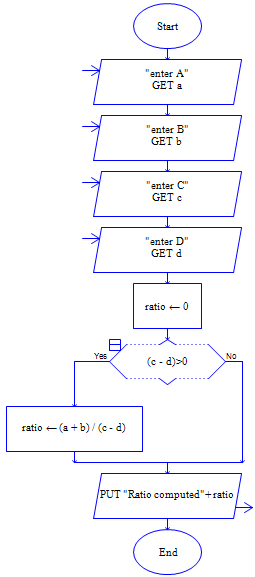 Start
"enter A"
GET a
"enter B"
GET b
"enter C"
GET c
"enter D"
GET d
ratio ← 0
Yes
(c - d)>0
No
ratio ← (a + b) / (c - d)
PUT "Ratio computed"+ratio
End